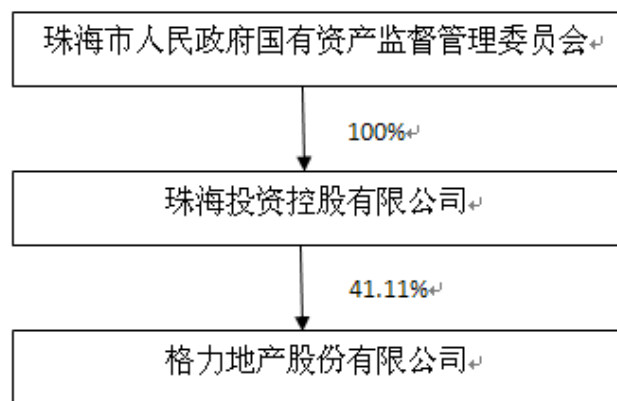 珠海市人民政府国有资产监督管理委员会↵
100%↵
珠海投资控股有限公司↵
41.11%↵
格力地产股份有限公司↵